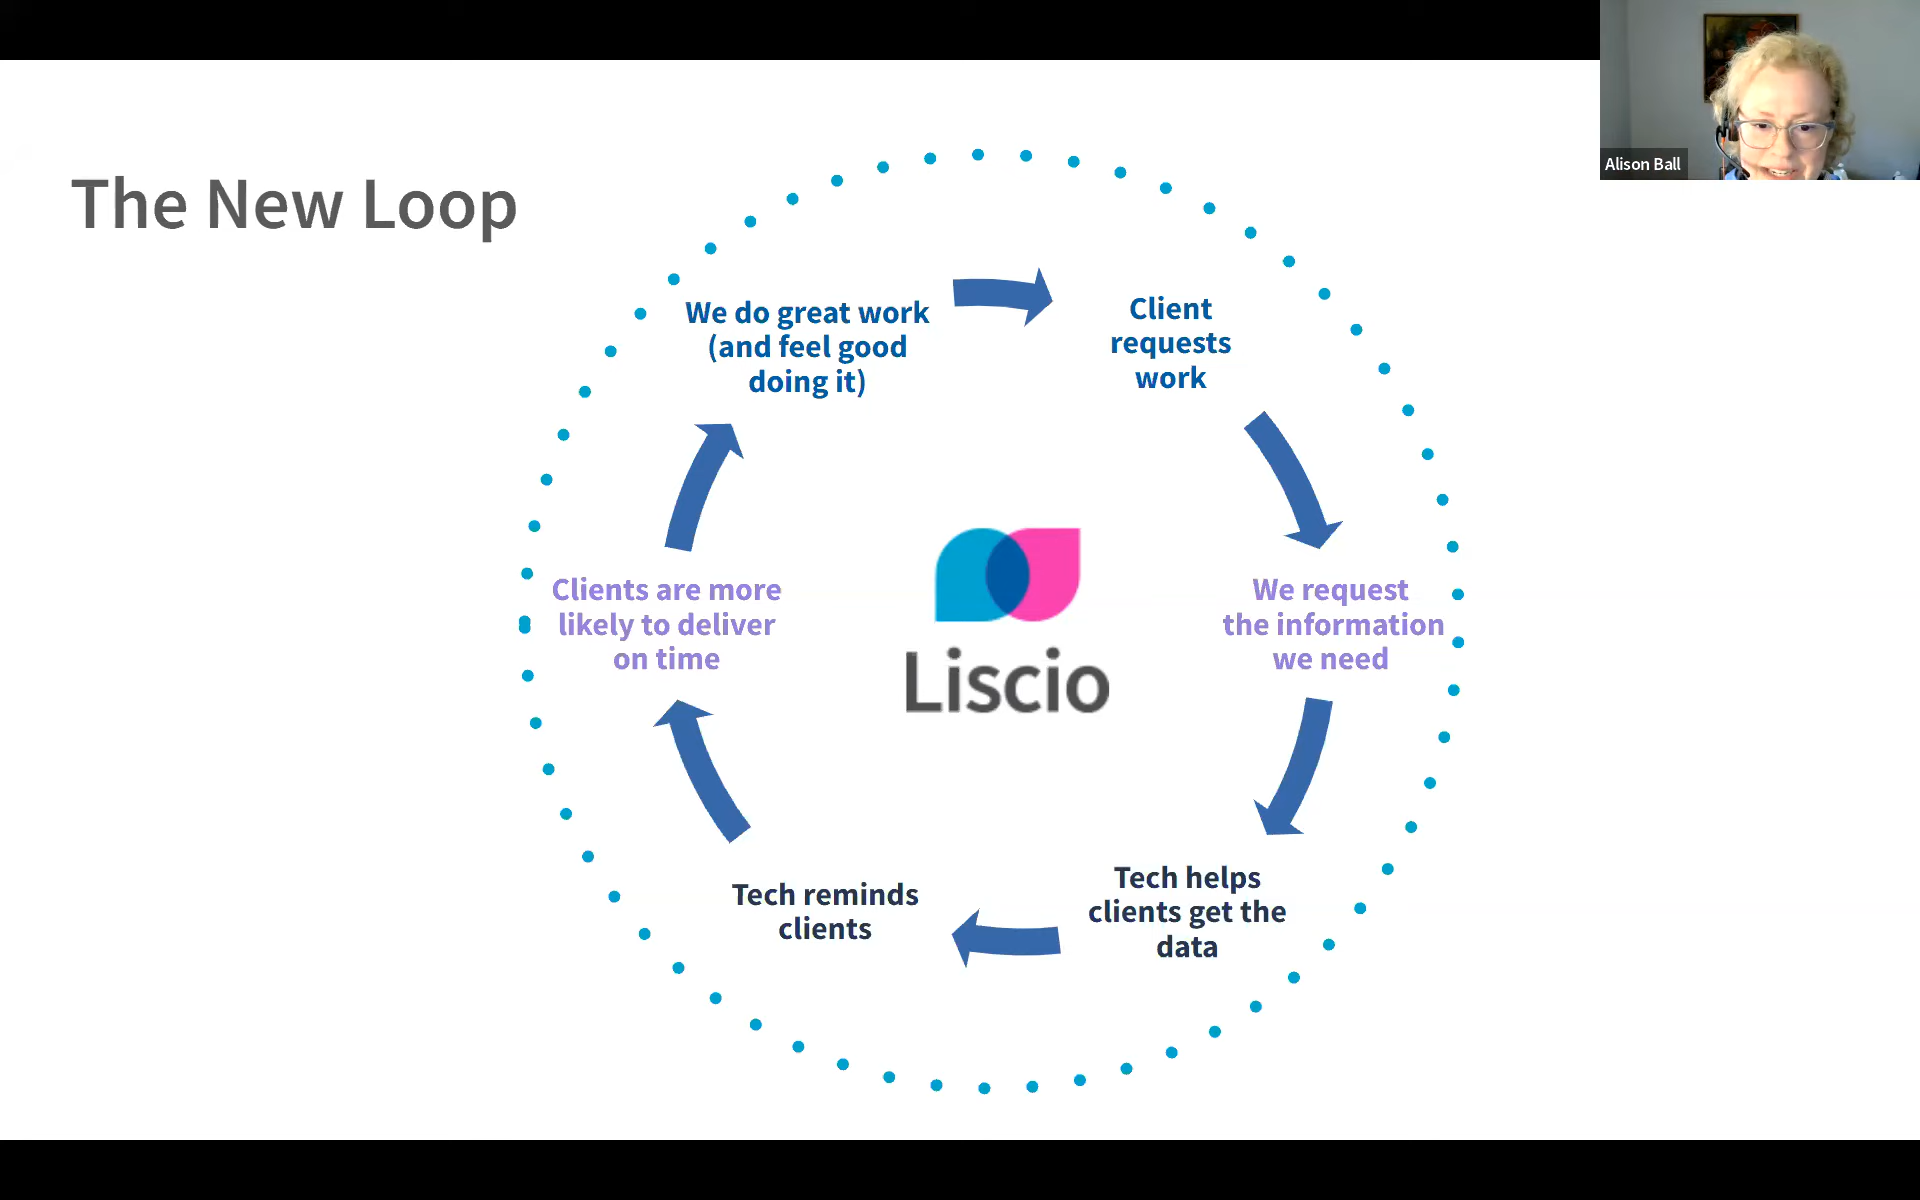 The New Loop
Alison Ball
We do great work
(and feel good
doing it)
Client
requests
work
We request
the information
we need
Tech helps
clients get the
data
Tech reminds
clients
Clients are more
likely to deliver
on time
Liscio